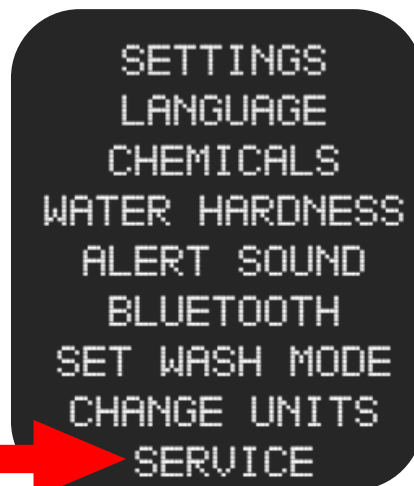 SETTINGS
LANGUAGE
CHEMICALS
WATER HARDNESS
ALERT SOUND
BLUETOOTH
SET WASH MODE
CHANGE UNITS
SERVICE